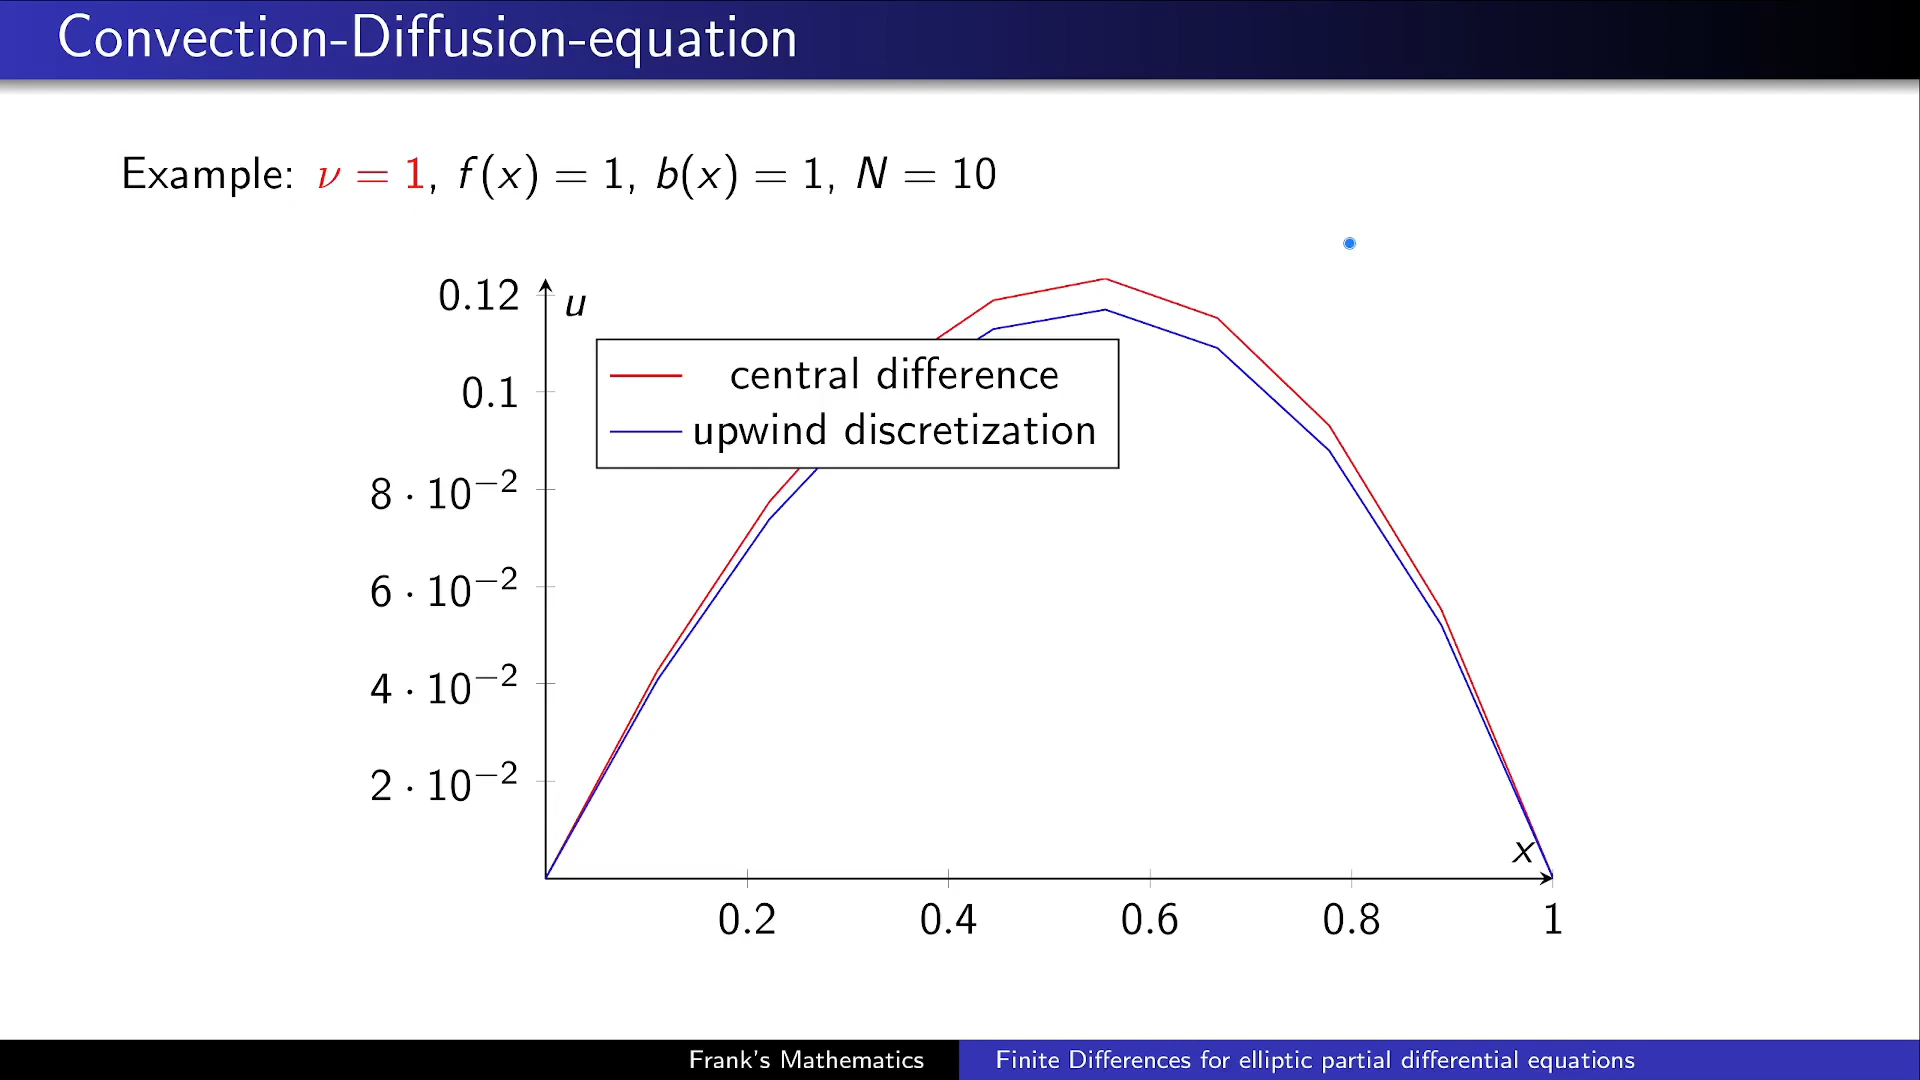 Convection-Diffusion-equation
Example: ν = 1, f(x) = 1, b(x) = 1, N = 10
0.12
u
central difference
0.1
upwind discretization
8 · 10⁻²
6 · 10⁻²
4 · 10⁻²
2 · 10⁻²
x
0.2 0.4 0.6 0.8 1
Frank's Mathematics Finite Differences for elliptic partial differential equations